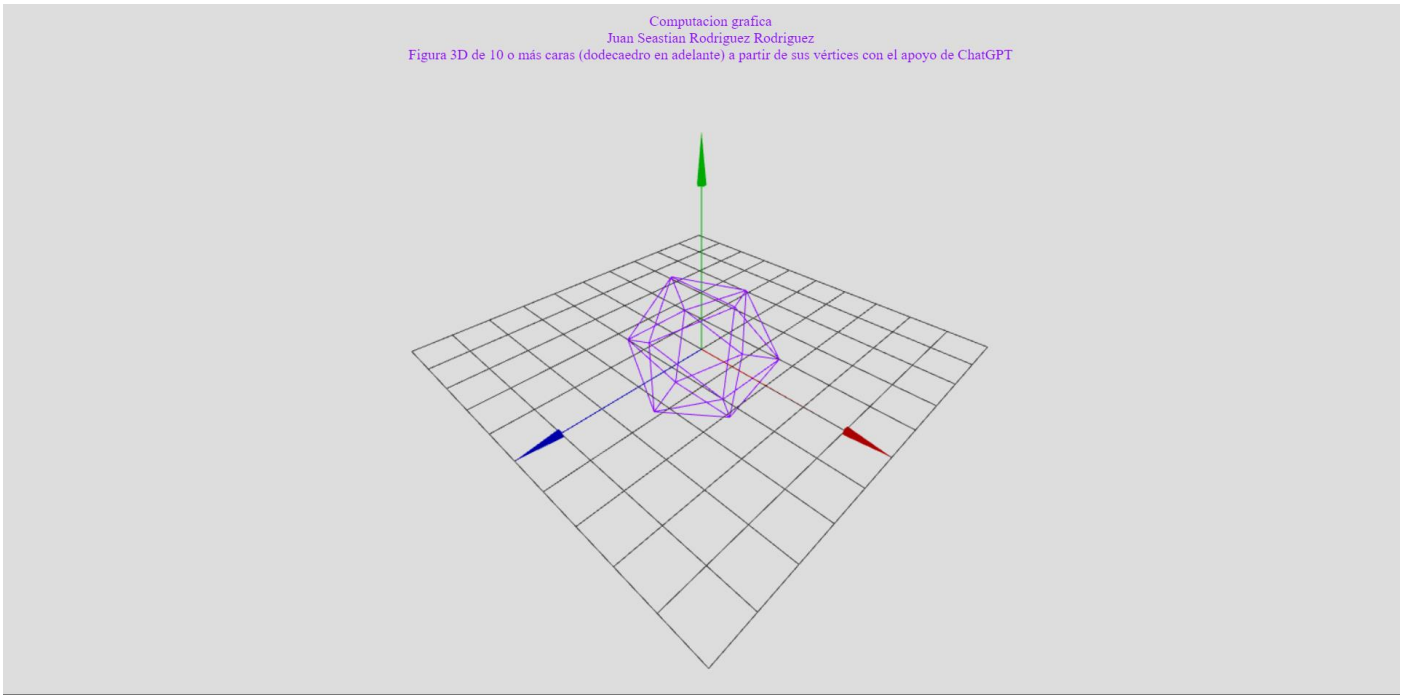 Computacion grafica
Juan Seastian Rodriguez Rodriguez
Figura 3D de 10 o más caras (dodecaedro en adelante) a partir de sus vértices con el apoyo de ChatGPT